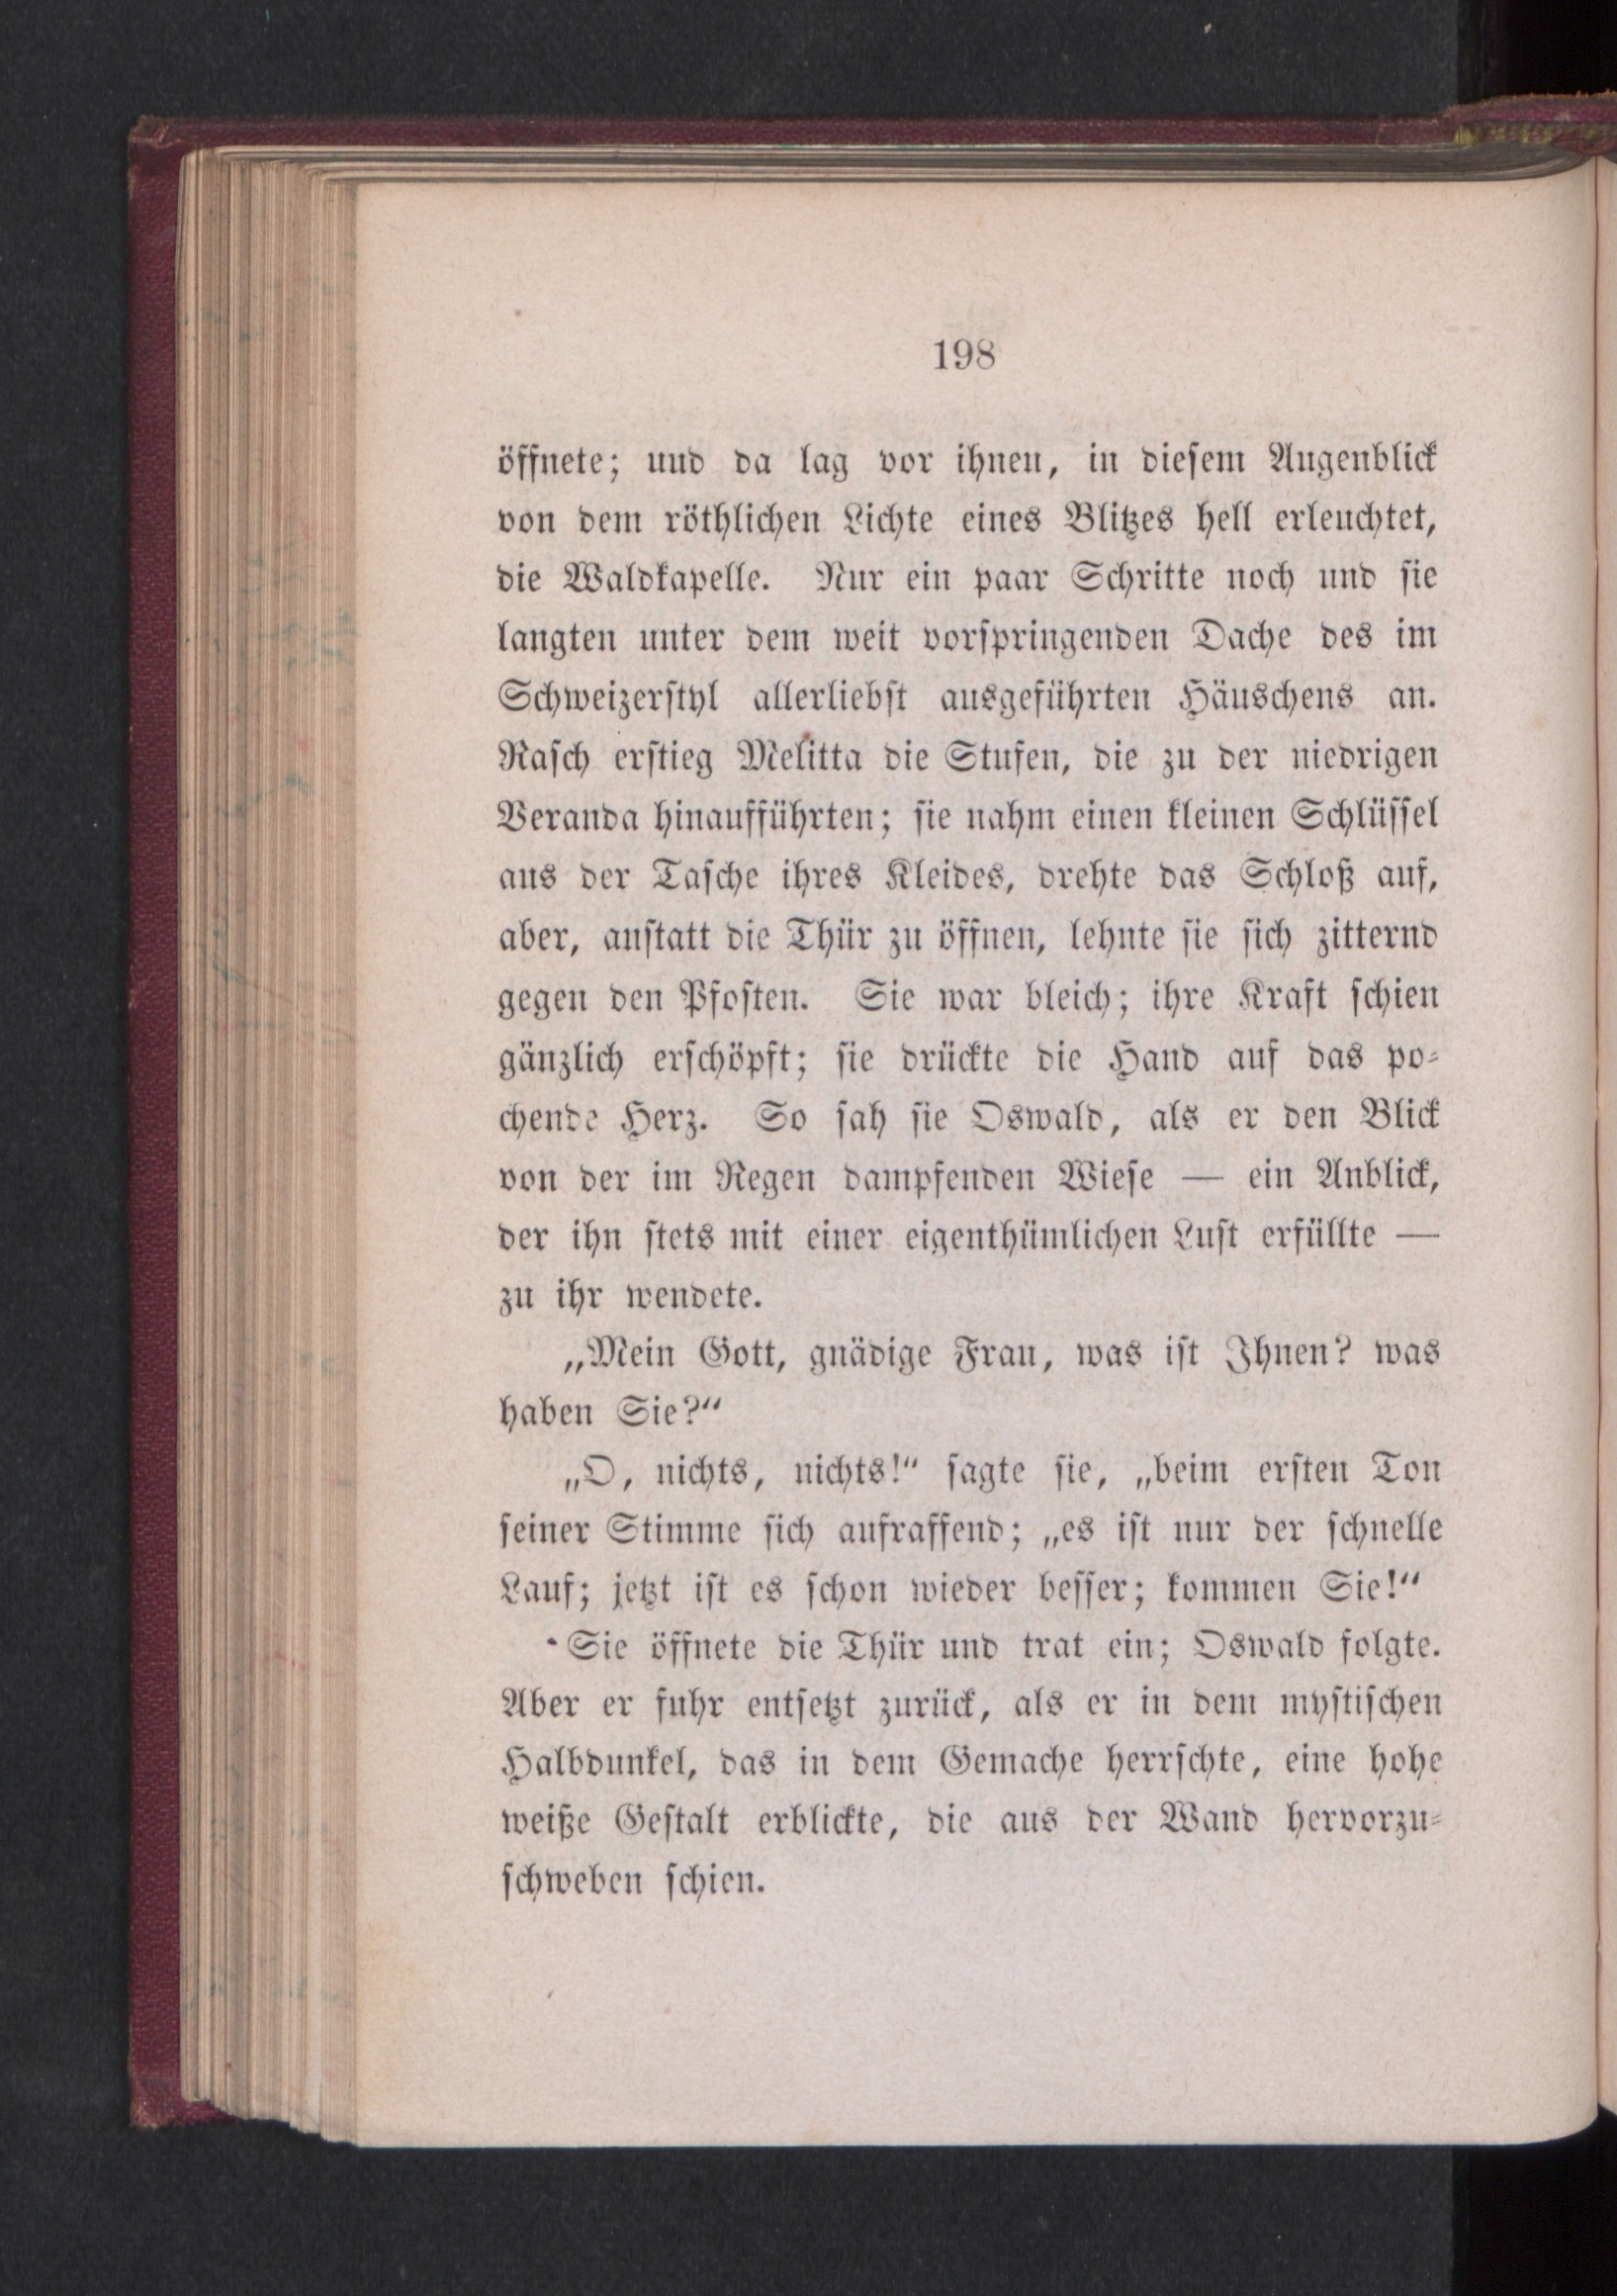 198
öffnete; und da lag vor ihnen, in diesem Augenblick
von dem röthlichen Lichte eines Blitzes hell erleuchtet,
die Waldkapelle. Nur ein paar Schritte noch und sie
langten unter dem weit vorspringenden Dache des im
Schweizerstyl allerliebst ausgeführten Häuschens an.
Rasch erstieg Melitta die Stufen, die zu der niedrigen
Veranda hinaufführten; sie nahm einen kleinen Schlüssel
aus der Tasche ihres Kleides, drehte das Schloß auf,
aber, anstatt die Thür zu öffnen, lehnte sie sich zitternd
gegen den Pfosten. Sie war bleich; ihre Kraft schien
gänzlich erschöpft; sie drückte die Hand auf das po-
chende Herz. So sah sie Oswald, als er den Blick
von der im Regen dampfenden Wiese — ein Anblick,
der ihn stets mit einer eigenthümlichen Lust erfüllte —
zu ihr wendete.
„Mein Gott, gnädige Frau, was ist Ihnen? was
haben Sie?“
„O, nichts, nichts!“ sagte sie, „beim ersten Ton
seiner Stimme sich aufraffend; „es ist nur der schnelle
Lauf; jetzt ist es schon wieder besser; kommen Sie!“
Sie öffnete die Thür und trat ein; Oswald folgte.
Aber er fuhr entsetzt zurück, als er in dem mystischen
Halbdunkel, das in dem Gemache herrschte, eine hohe
weiße Gestalt erblickte, die aus der Wand hervorzu-
schweben schien.